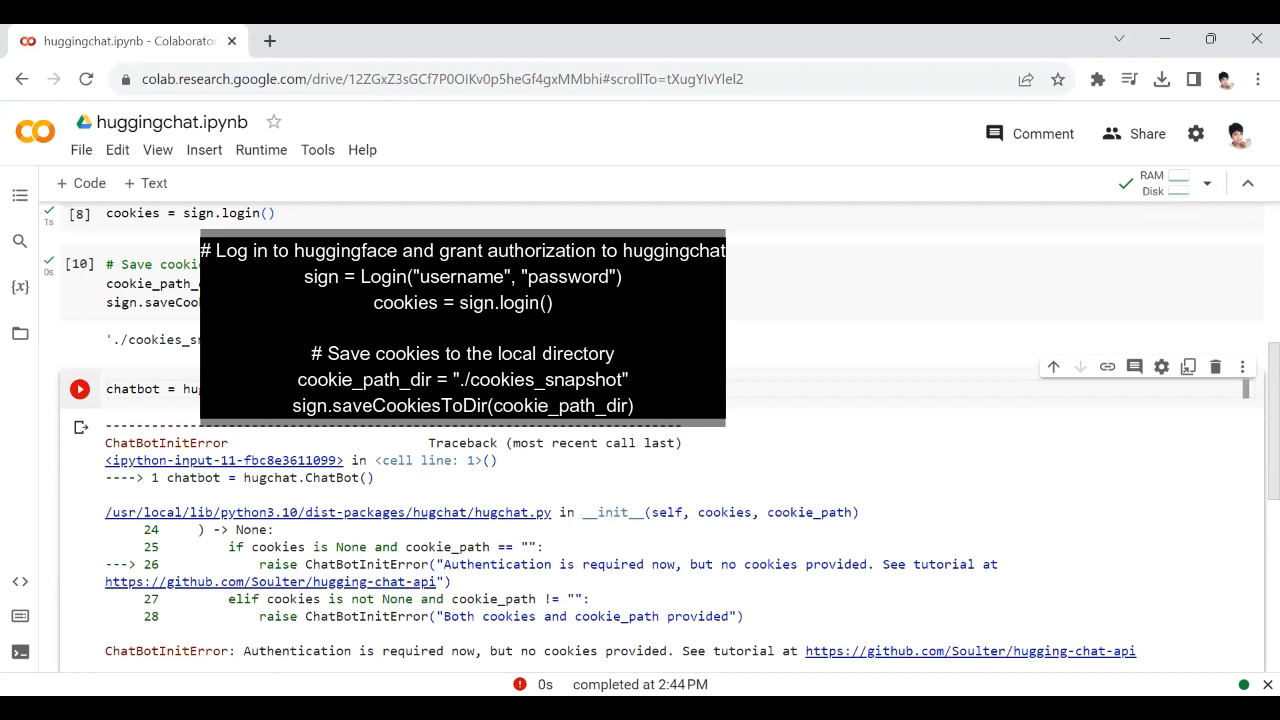 huggingchat.ipynb - Colaborator
colab.research.google.com/drive/12ZGxZ3sGCf7P0OIKv0p5heGf4gxMMbhi#scrollTo=tXugYIvYlel2
huggingchat.ipynb
Comment
Share
File Edit View Insert Runtime Tools Help
+ Code + Text
RAM
Disk
[8] cookies = sign.login()
1s
# Log in to huggingface and grant authorization to huggingchat
sign = Login("username", "password")
cookies = sign.login()
# Save cookies to the local directory
cookie_path_dir = "./cookies_snapshot"
sign.saveCookiesToDir(cookie_path_dir)
[10] # Save cooki
0s
cookie_path_
sign.saveCoo
'./cookies_sn
chatbot = hug
ChatBotInitError Traceback (most recent call last)
<ipython-input-11-fbc8e3611099> in <cell line: 1>()
----> 1 chatbot = hugchat.ChatBot()
/usr/local/lib/python3.10/dist-packages/hugchat/hugchat.py in __init__(self, cookies, cookie_path)
24 ) -> None:
25 if cookies is None and cookie_path == "":
---> 26 raise ChatBotInitError("Authentication is required now, but no cookies provided. See tutorial at
https://github.com/Soulter/hugging-chat-api")
27 elif cookies is not None and cookie_path != "":
28 raise ChatBotInitError("Both cookies and cookie_path provided")
ChatBotInitError: Authentication is required now, but no cookies provided. See tutorial at https://github.com/Soulter/hugging-chat-api
0s completed at 2:44 PM